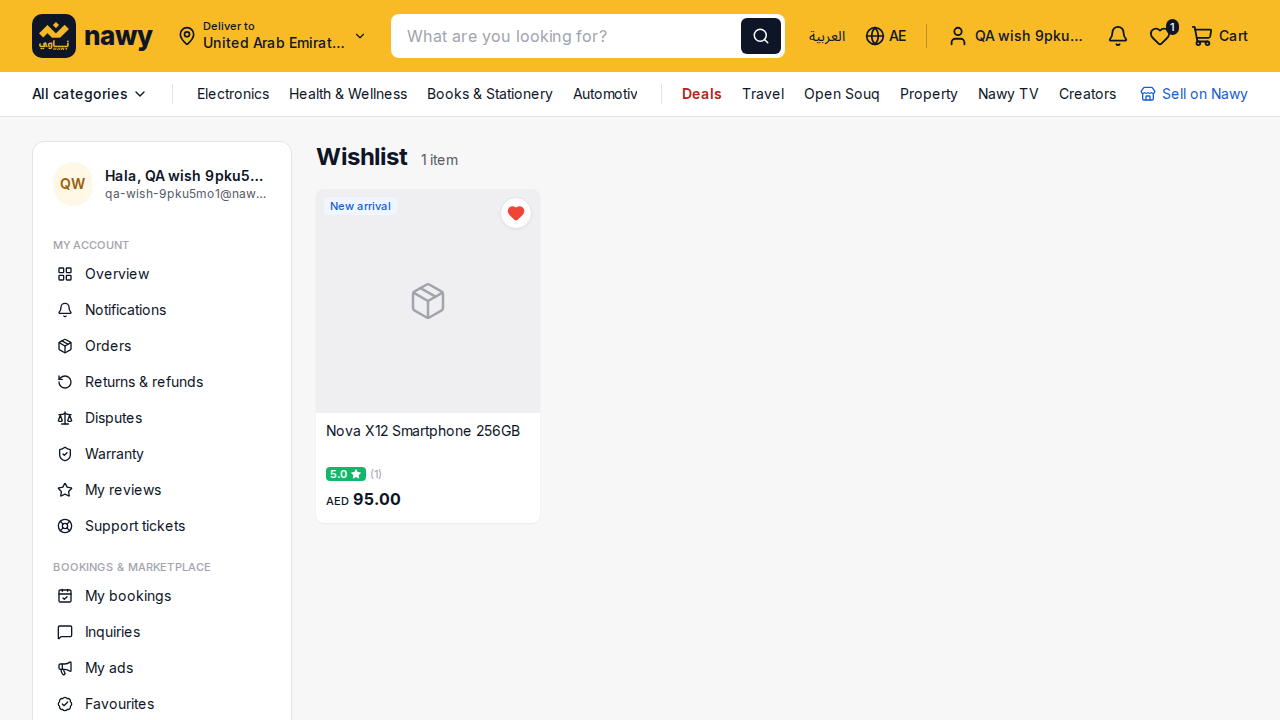 ناوي
nawy
Deliver to
United Arab Emirat...
What are you looking for?
العربية
AE
QA wish 9pku...
1
Cart
All categories
Electronics
Health & Wellness
Books & Stationery
Automotiv
Deals
Travel
Open Souq
Property
Nawy TV
Creators
Sell on Nawy
QW
Hala, QA wish 9pku5...
qa-wish-9pku5mo1@naw...
MY ACCOUNT
Overview
Notifications
Orders
Returns & refunds
Disputes
Warranty
My reviews
Support tickets
BOOKINGS & MARKETPLACE
My bookings
Inquiries
My ads
Favourites
Wishlist
1 item
New arrival
Nova X12 Smartphone 256GB
5.0
(1)
AED 95.00